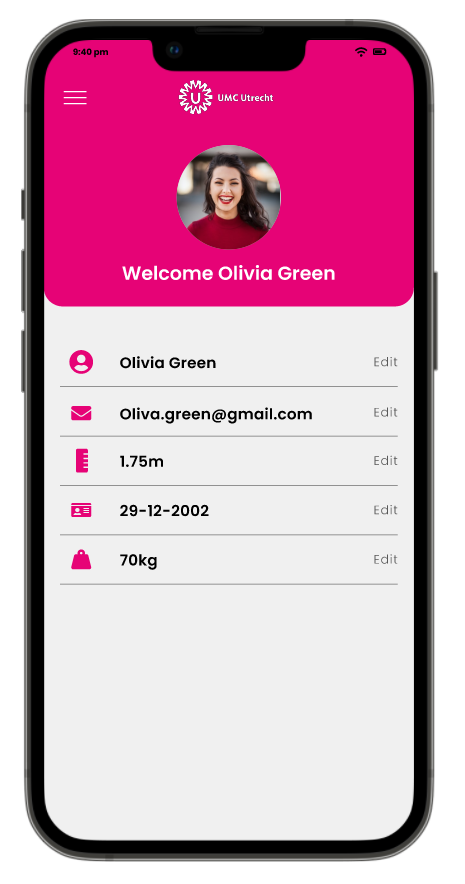 9:40 pm
U UMC Utrecht
Welcome Olivia Green
Olivia Green Edit
Oliva.green@gmail.com Edit
1.75m Edit
29-12-2002 Edit
70kg Edit